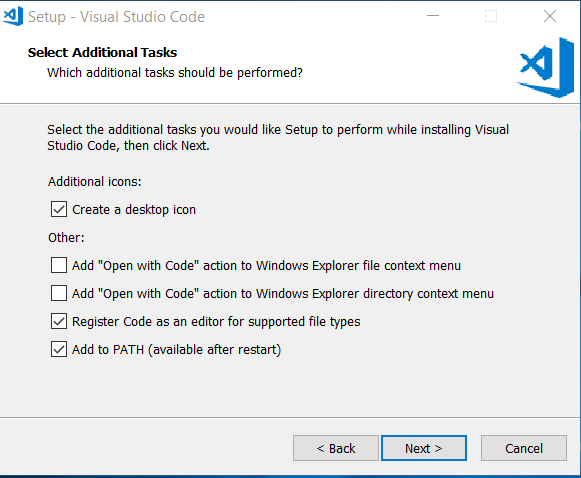 Setup - Visual Studio Code
Select Additional Tasks
Which additional tasks should be performed?
Select the additional tasks you would like Setup to perform while installing Visual
Studio Code, then click Next.
Additional icons:
Create a desktop icon
Other:
Add "Open with Code" action to Windows Explorer file context menu
Add "Open with Code" action to Windows Explorer directory context menu
Register Code as an editor for supported file types
Add to PATH (available after restart)
< Back
Next >
Cancel